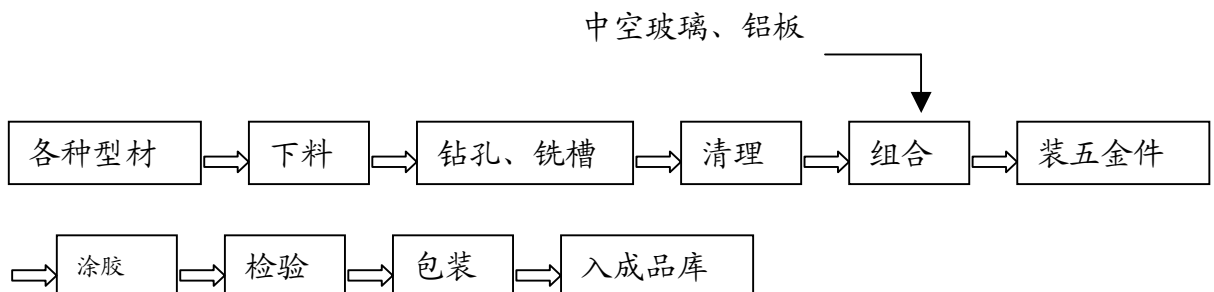 中空玻璃、铝板
各种型材 下料 钻孔、铣槽 清理 组合 装五金件
涂胶 检验 包装 入成品库